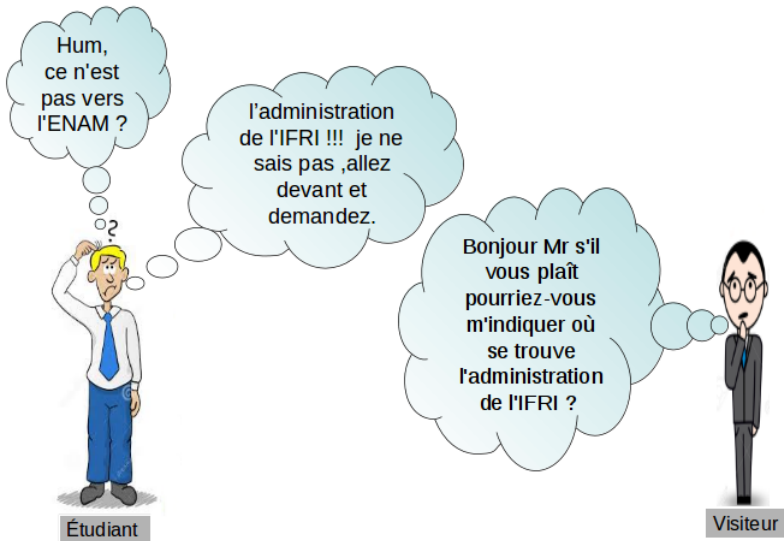 Hum,
ce n'est
pas vers
l'ENAM ?
l’administration
de l'IFRI !!!  je ne
sais pas ,allez
devant et
demandez.
Bonjour Mr s'il
vous plaît
pourriez-vous
m'indiquer où
se trouve
l'administration
de l'IFRI ?
?
Étudiant
Visiteur